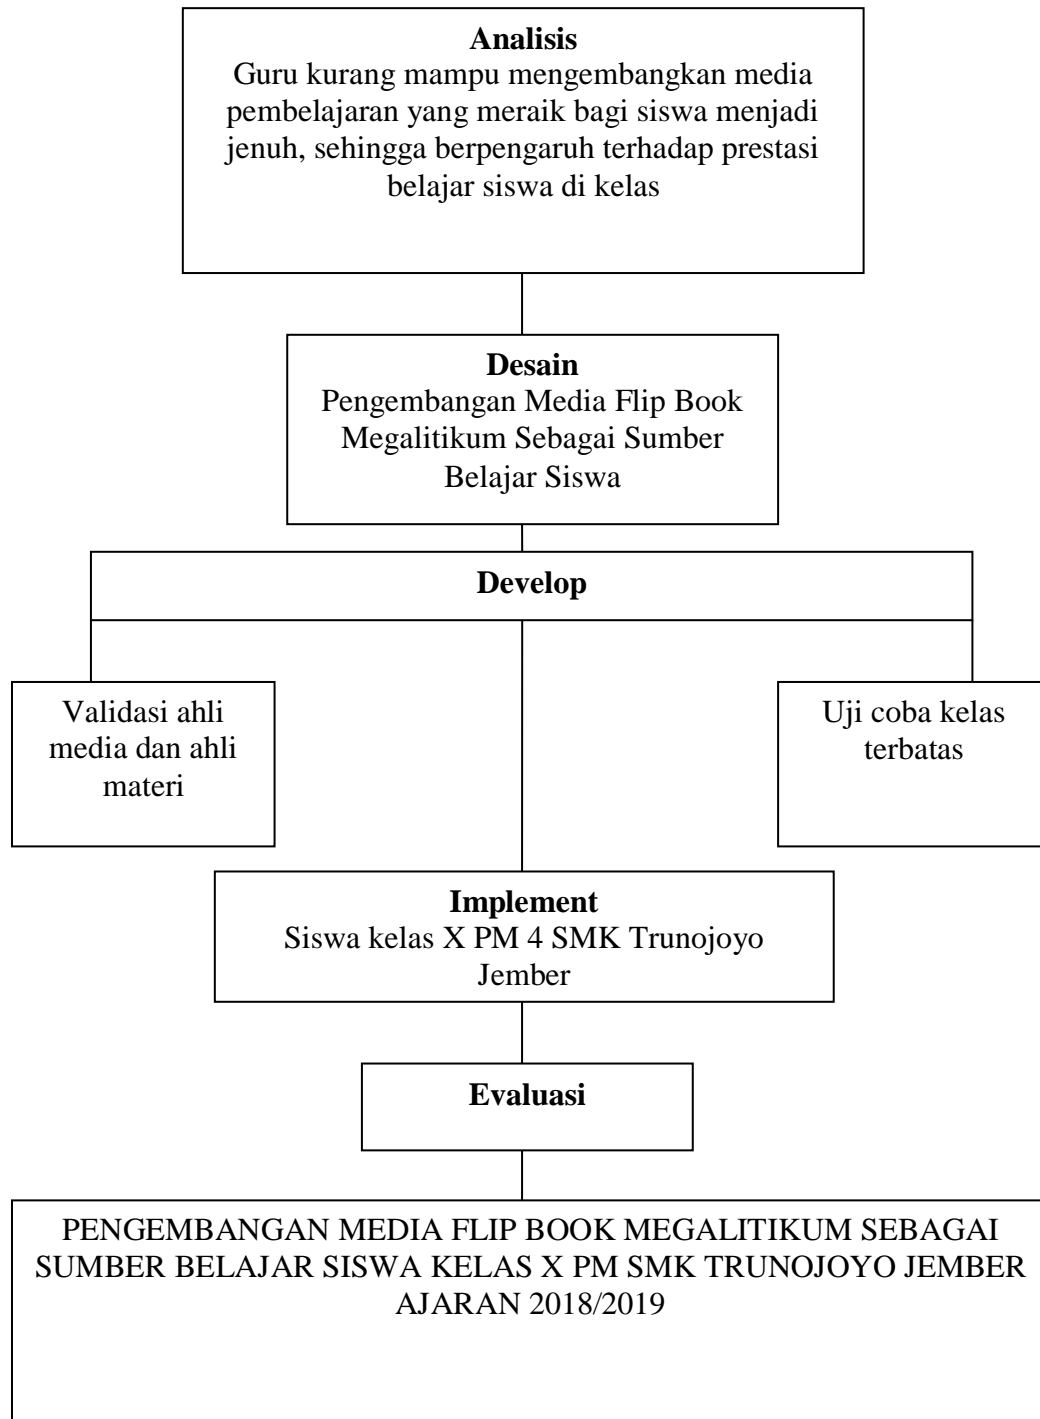 Analisis
Guru kurang mampu mengembangkan media
pembelajaran yang meraik bagi siswa menjadi
jenuh, sehingga berpengaruh terhadap prestasi
belajar siswa di kelas
Desain
Pengembangan Media Flip Book
Megalitikum Sebagai Sumber
Belajar Siswa
Develop
Validasi ahli
media dan ahli
materi
Uji coba kelas
terbatas
Implement
Siswa kelas X PM 4 SMK Trunojoyo
Jember
Evaluasi
PENGEMBANGAN MEDIA FLIP BOOK MEGALITIKUM SEBAGAI
SUMBER BELAJAR SISWA KELAS X PM SMK TRUNOJOYO JEMBER
AJARAN 2018/2019